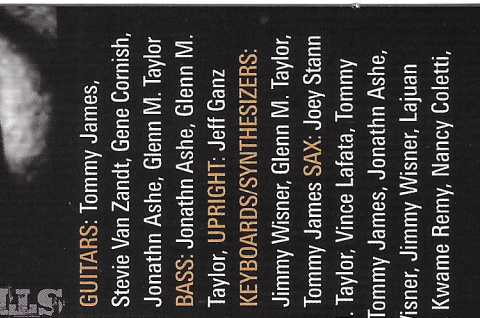 GUITARS: Tommy James,
Stevie Van Zandt, Gene Cornish,
Jonathn Ashe, Glenn M. Taylor
BASS: Jonathn Ashe, Glenn M.
Taylor, UPRIGHT: Jeff Ganz
KEYBOARDS/SYNTHESIZERS:
Jimmy Wisner, Glenn M. Taylor,
Tommy James SAX: Joey Stann
. Taylor, Vince Lafata, Tommy
Tommy James, Jonathn Ashe,
Wisner, Jimmy Wisner, Lajuan
Kwame Remy, Nancy Coletti,